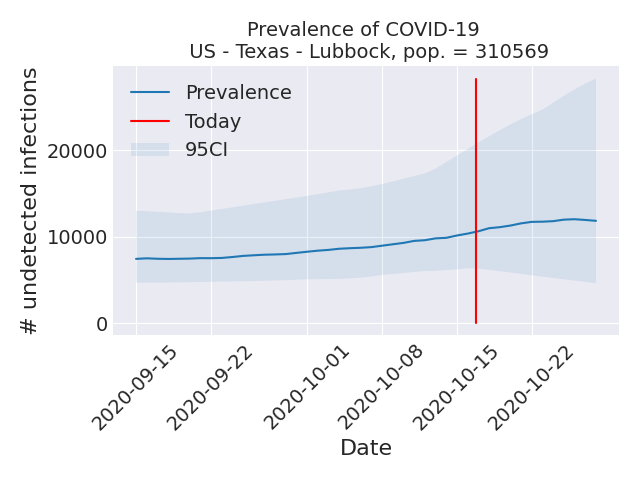 Prevalence of COVID-19
US - Texas - Lubbock, pop. = 310569
# undetected infections
20000
10000
0
Prevalence
Today
95CI
2020-09-15
2020-09-22
2020-10-01
2020-10-08
2020-10-15
2020-10-22
Date